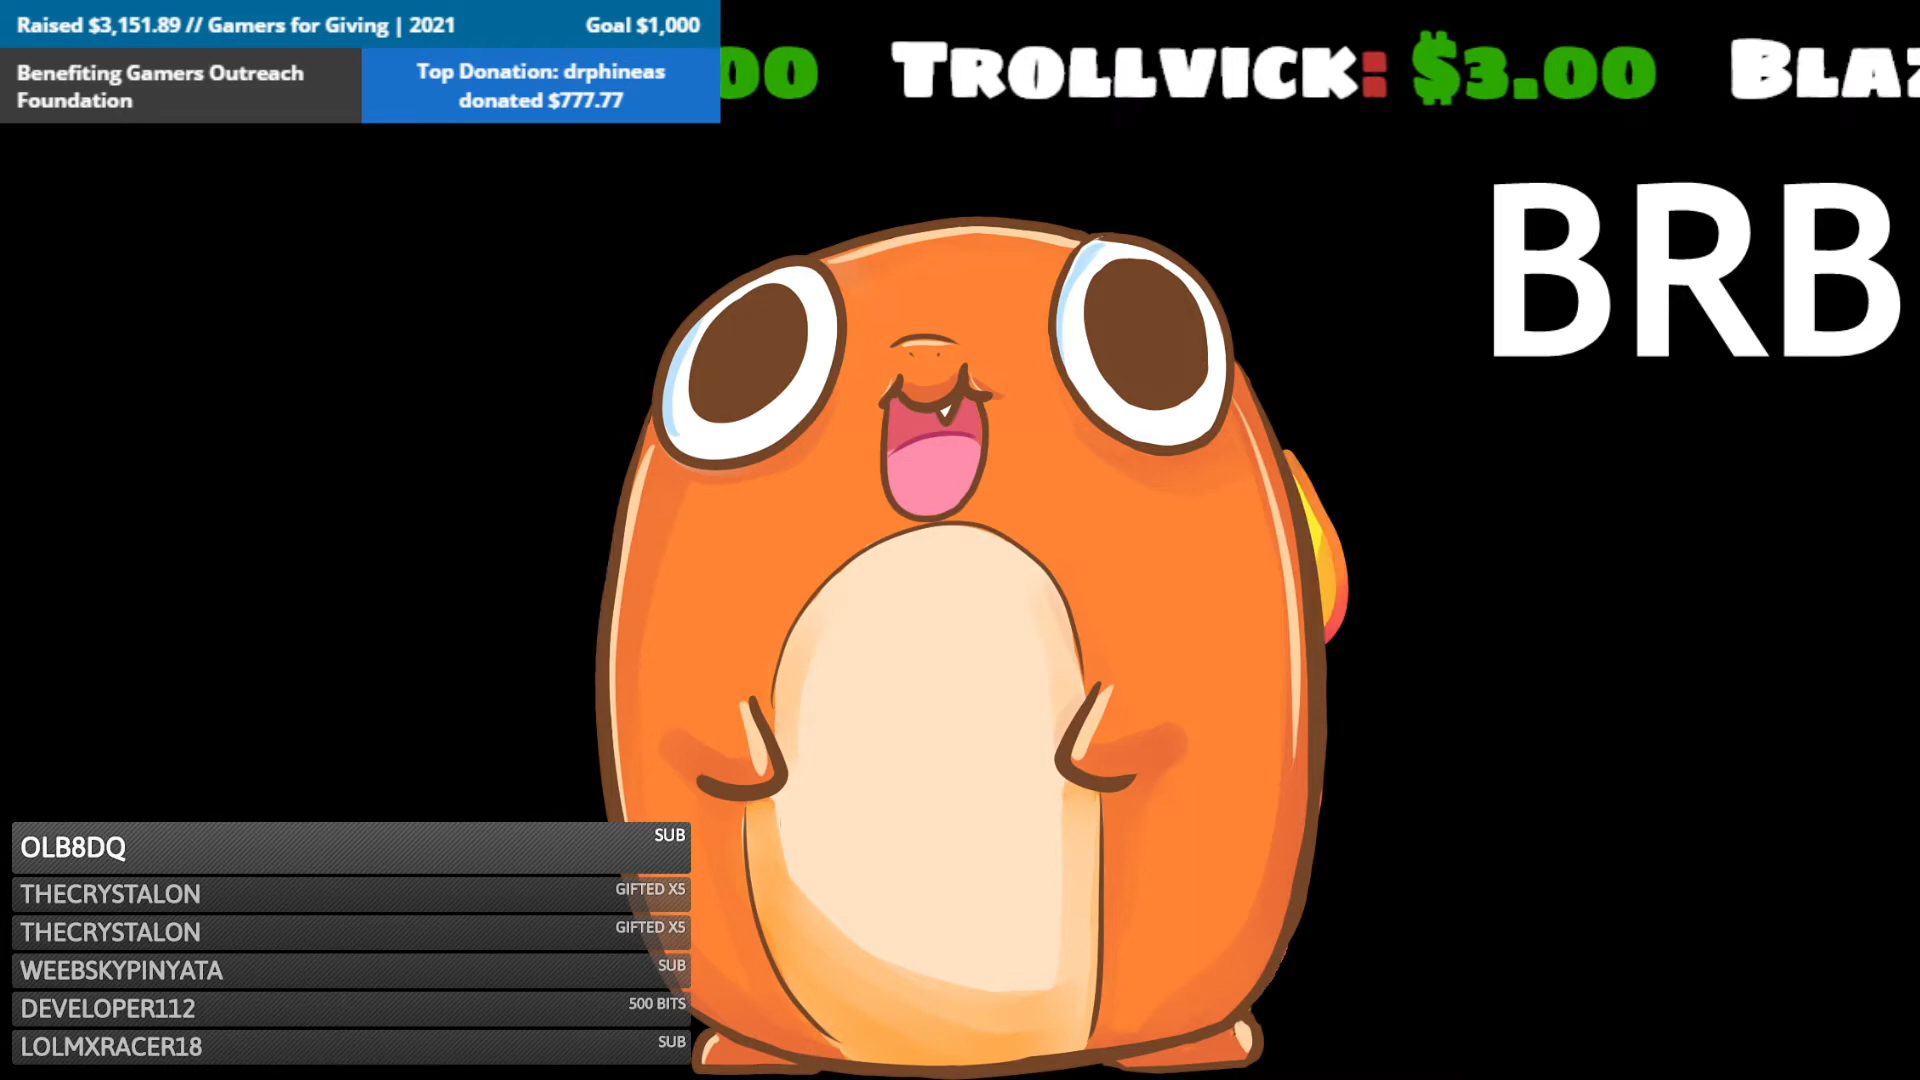 Raised $3,151.89 // Gamers for Giving | 2021 Goal $1,000
Benefiting Gamers Outreach
Foundation
Top Donation: drphineas
donated $777.77
00 TROLLVICK: $3.00 BLAZ
BRB
OLB8DQ SUB
THECRYSTALON GIFTED X5
THECRYSTALON GIFTED X5
WEEBSKYPINYATA SUB
DEVELOPER112 500 BITS
LOLMXRACER18 SUB